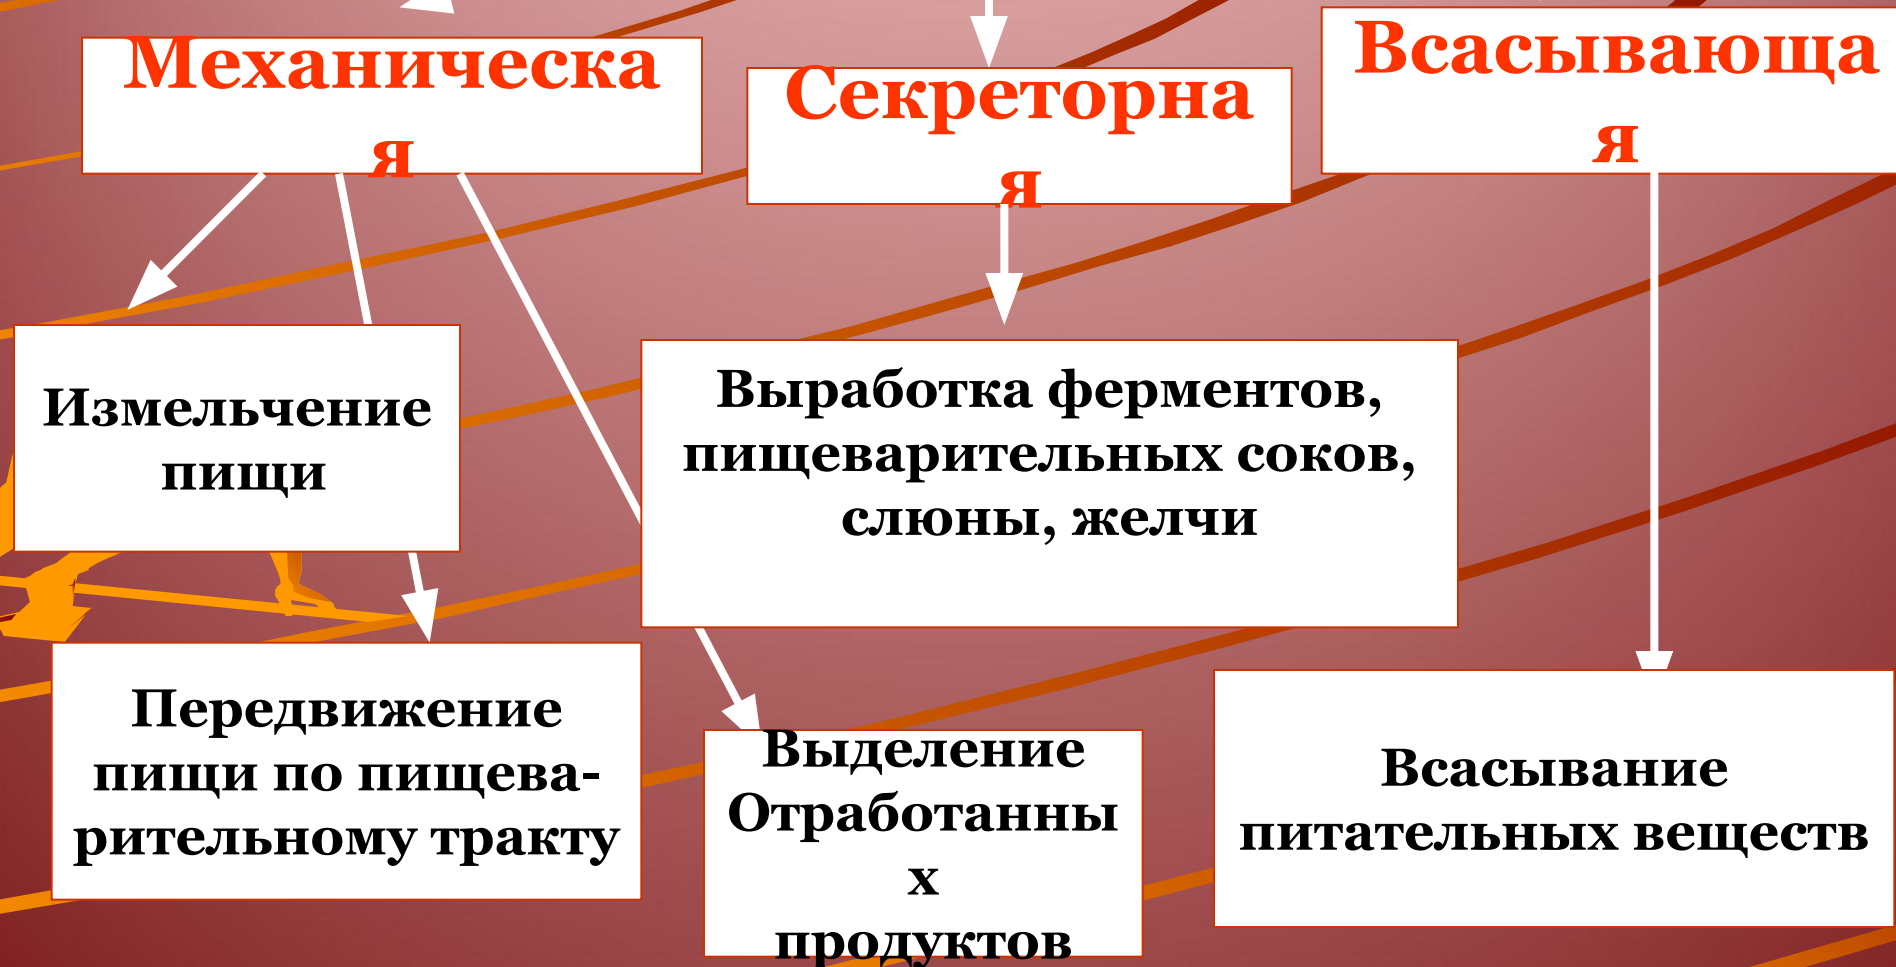 Механическа
я
Секреторна
я
Всасывающа
я
Измельчение
пищи
Выработка ферментов,
пищеварительных соков,
слюны, желчи
Передвижение
пищи по пищева-
рительному тракту
Выделение
Отработанны
х
продуктов
Всасывание
питательных веществ